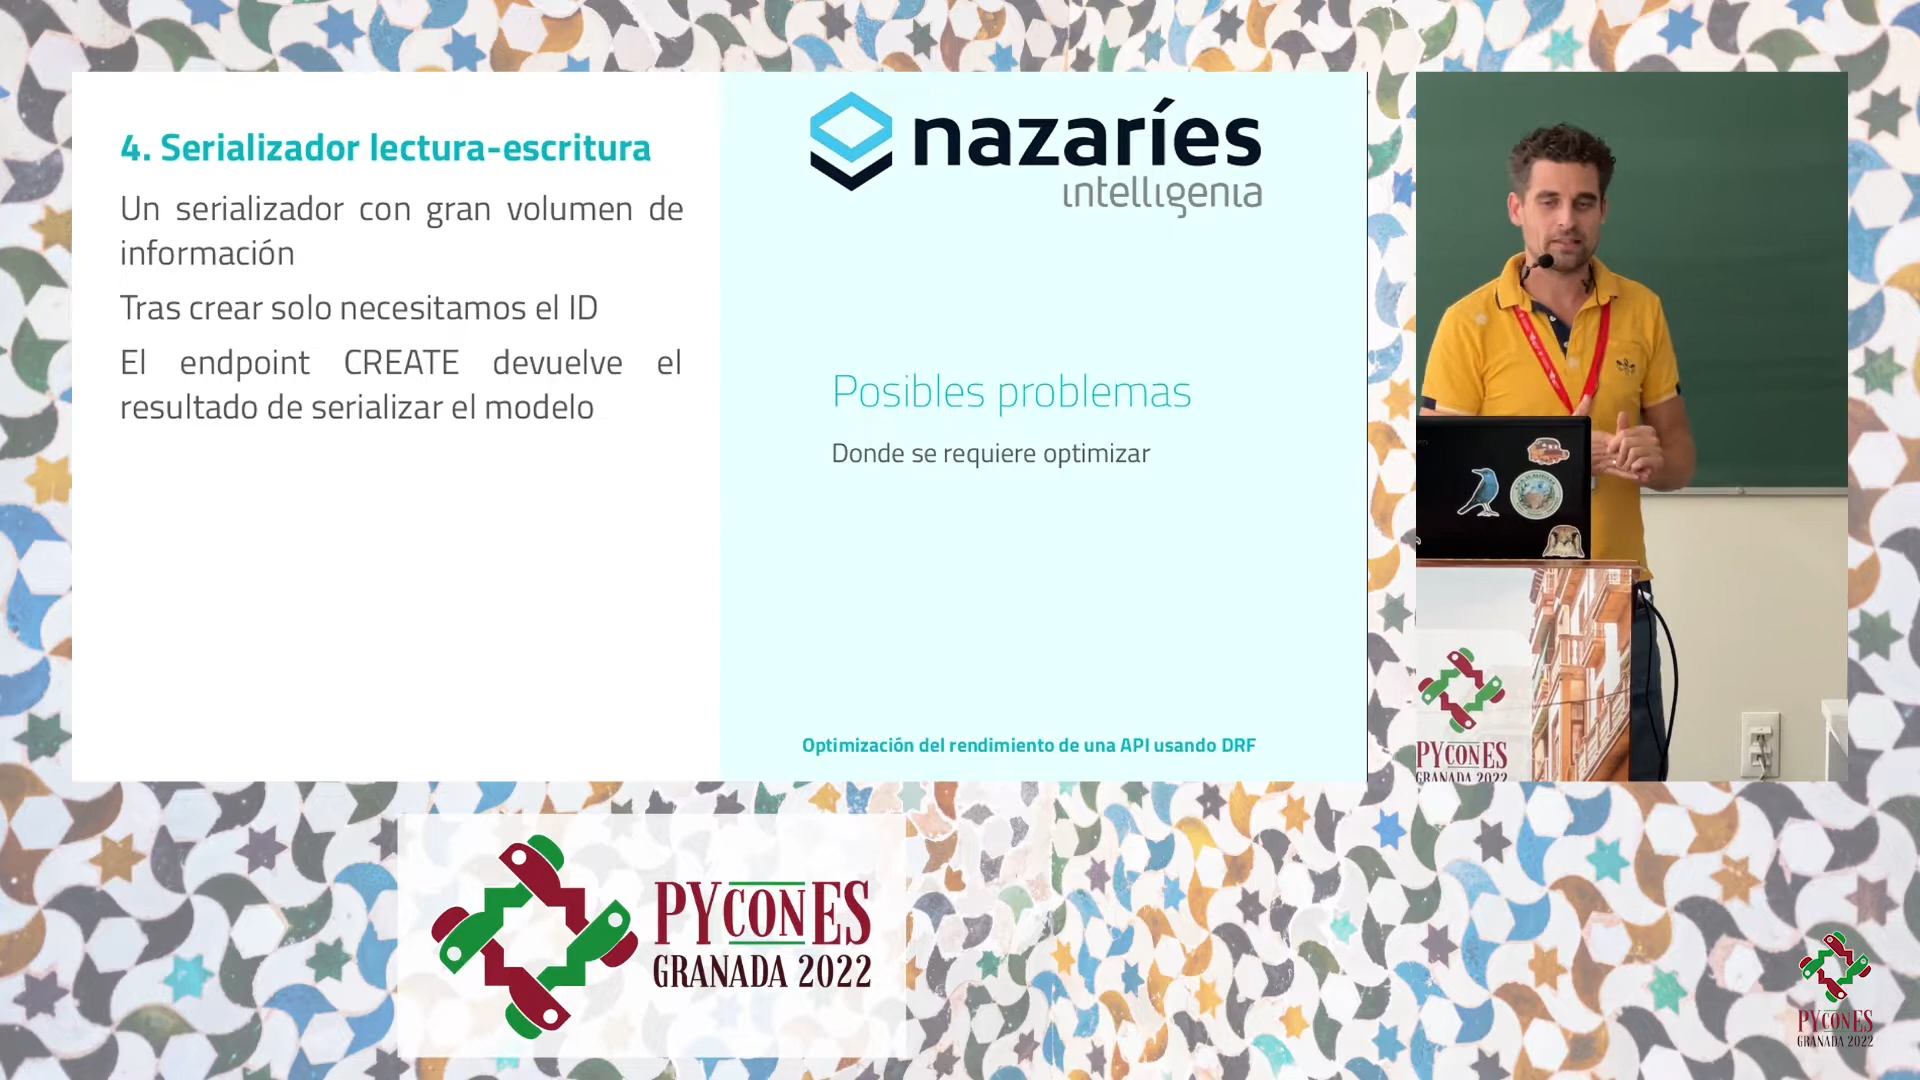 4. Serializador lectura-escritura
Un serializador con gran volumen de
información
Tras crear solo necesitamos el ID
El endpoint CREATE devuelve el
resultado de serializar el modelo
nazaríes
intelligenia
Posibles problemas
Donde se requiere optimizar
Optimización del rendimiento de una API usando DRF
PYCONES
GRANADA 2022
PYCONES
GRANADA 2022
PYCONES
GRANADA 2022